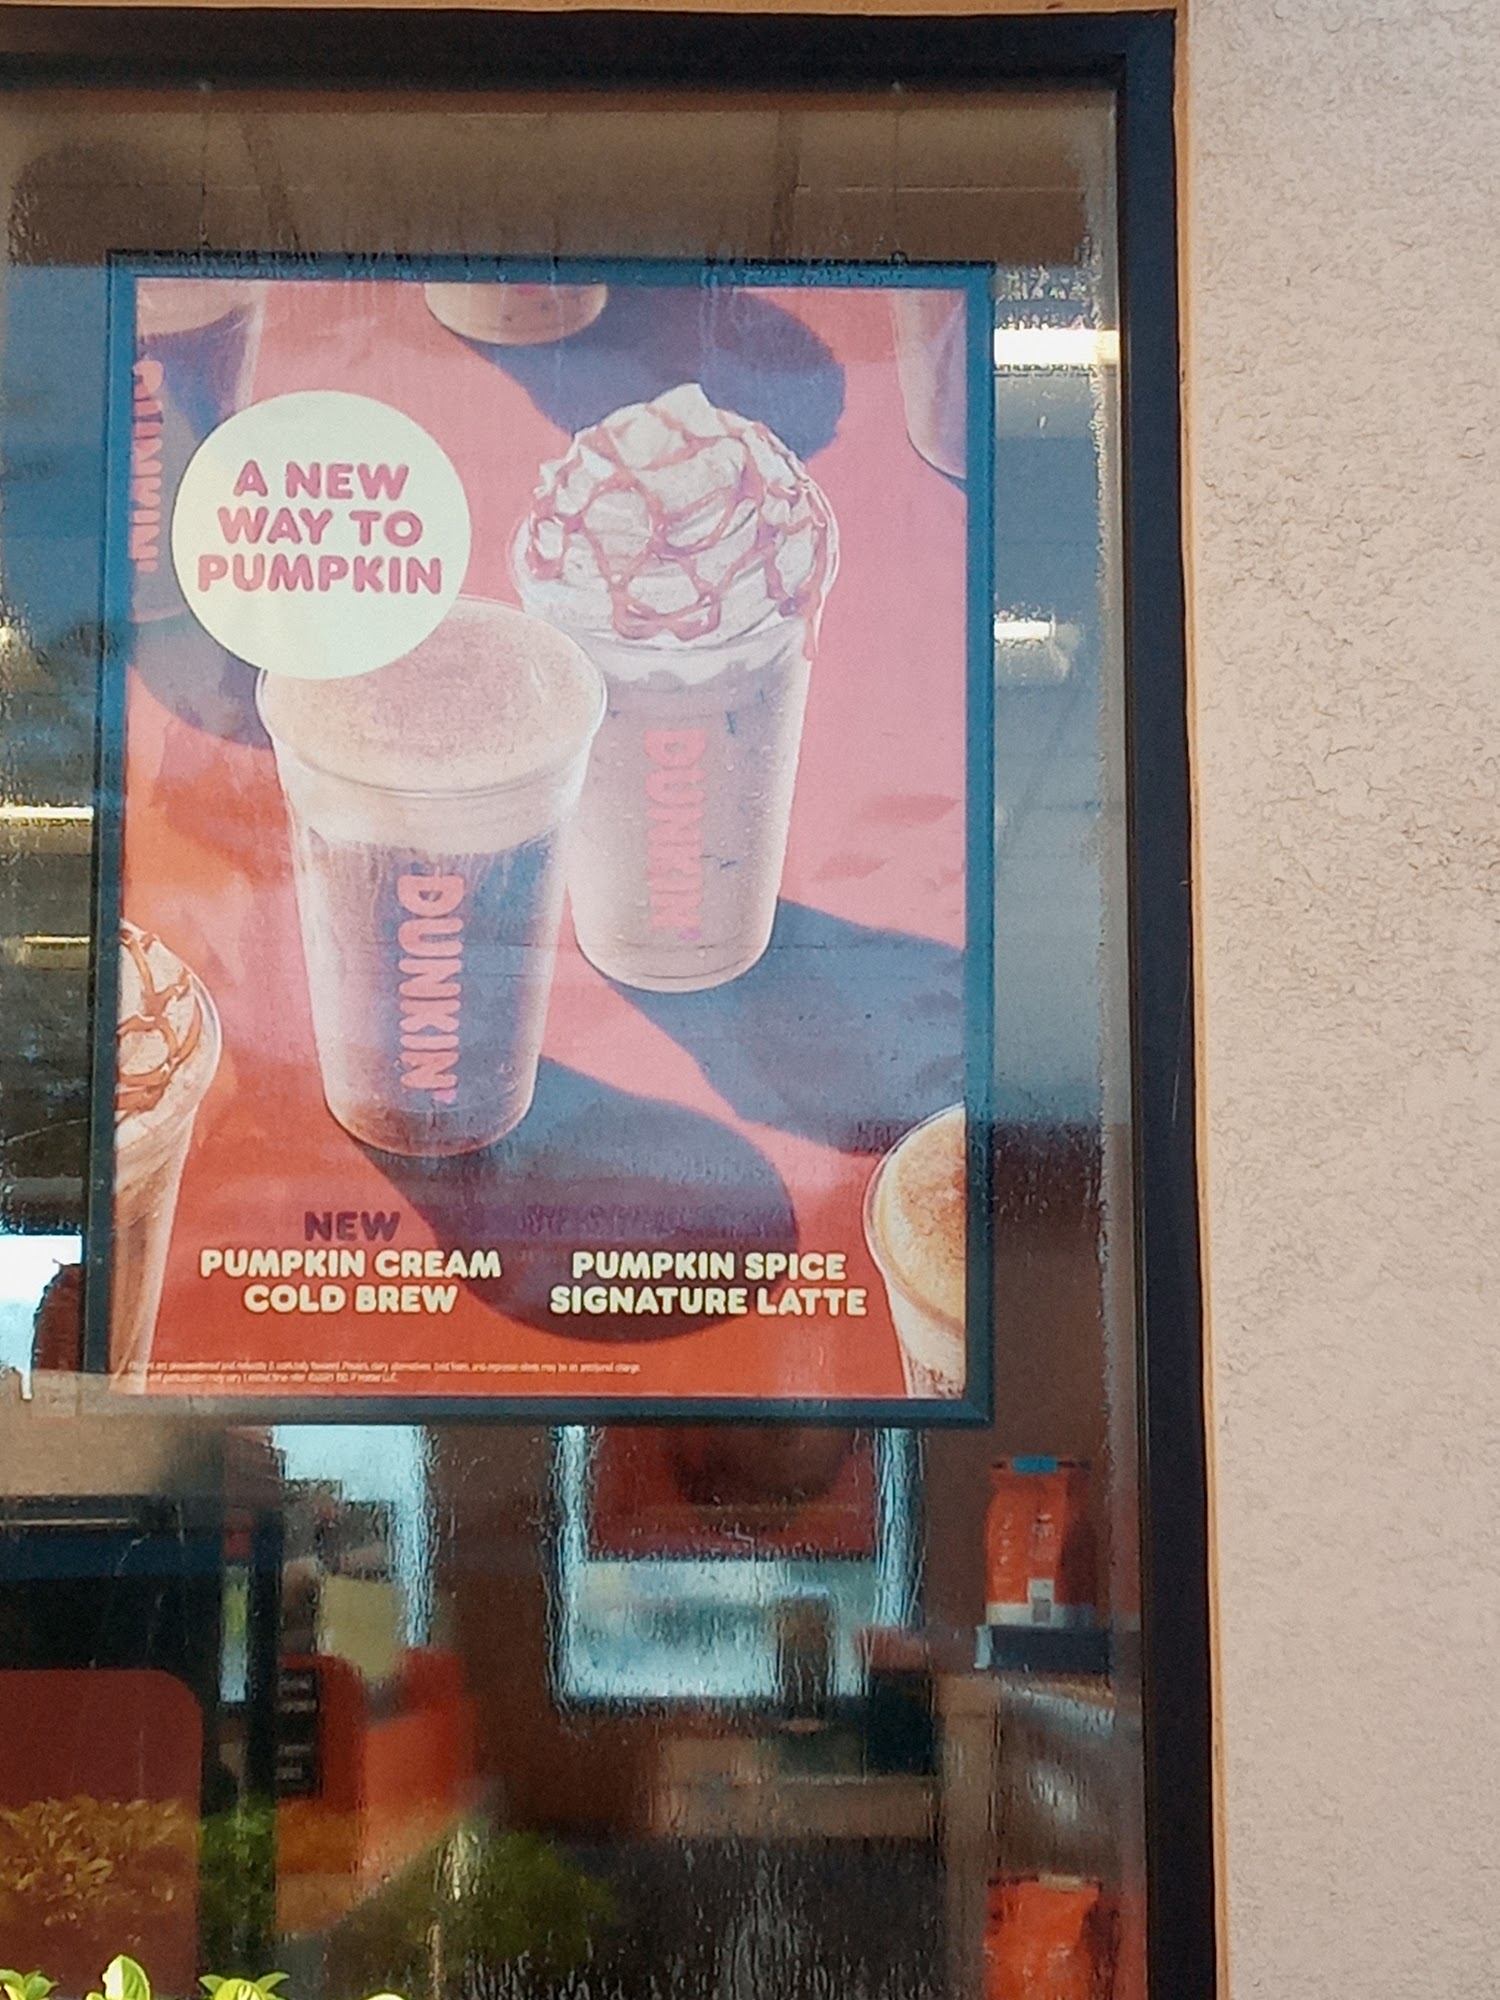 DUNKIN'
A NEW
WAY TO
PUMPKIN
DUNKIN'
DUNKIN'
NEW
PUMPKIN CREAM
COLD BREW
PUMPKIN SPICE
SIGNATURE LATTE